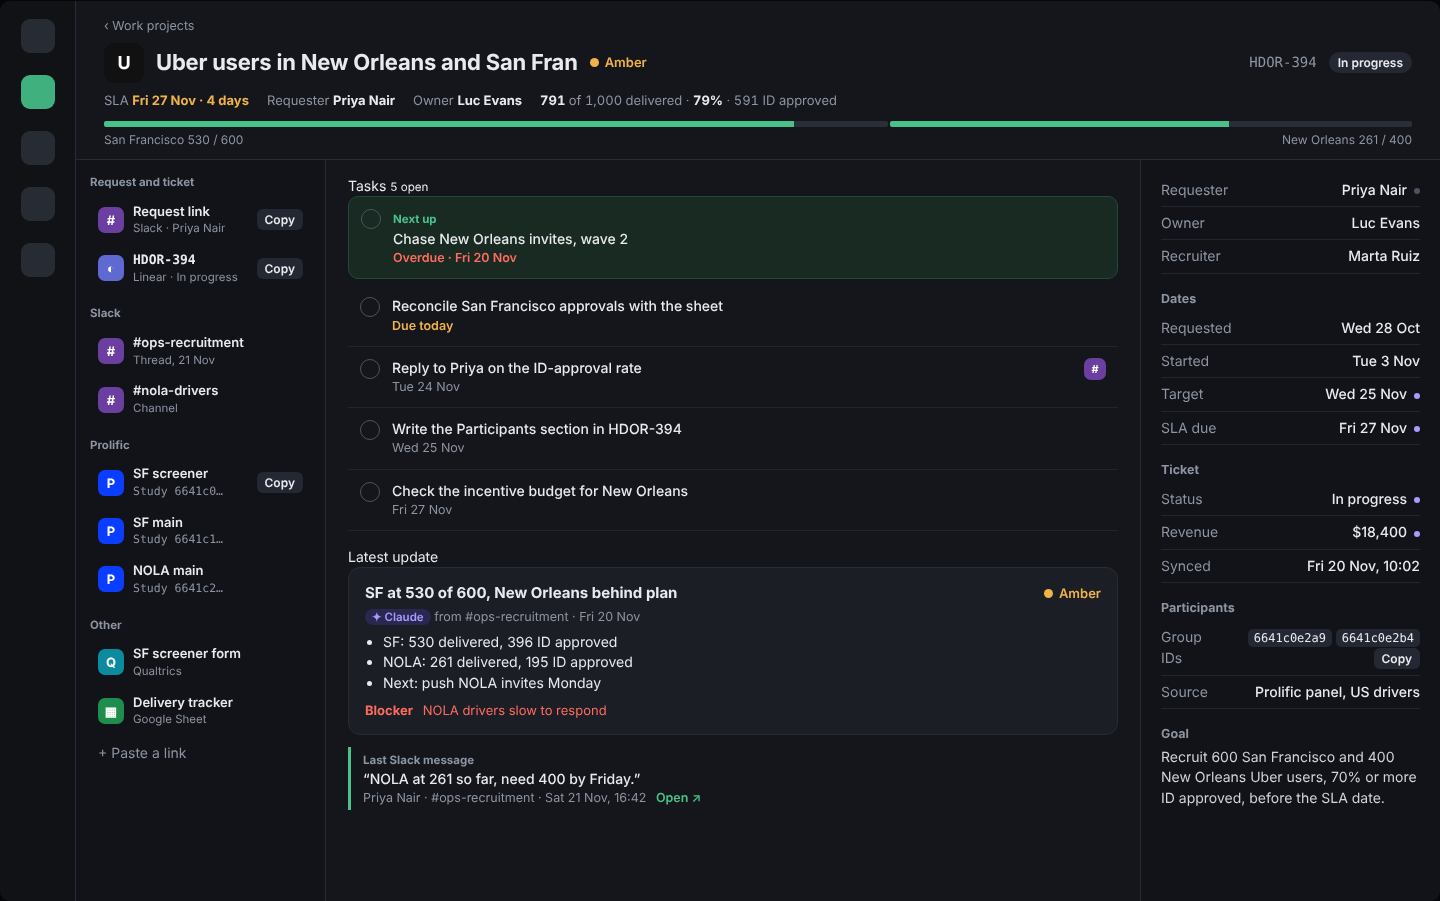 ‹ Work projects
U
Uber users in New Orleans and San Fran
Amber
HDOR-394
In progress
SLA Fri 27 Nov · 4 days
Requester Priya Nair
Owner Luc Evans
791 of 1,000 delivered · 79% · 591 ID approved
San Francisco 530 / 600
New Orleans 261 / 400
Request and ticket
#
Request link
Slack · Priya Nair
Copy
HDOR-394
Linear · In progress
Copy
Slack
#
#ops-recruitment
Thread, 21 Nov
#
#nola-drivers
Channel
Prolific
P
SF screener
Study 6641c0…
Copy
P
SF main
Study 6641c1…
P
NOLA main
Study 6641c2…
Other
Q
SF screener form
Qualtrics
Delivery tracker
Google Sheet
+ Paste a link
Tasks 5 open
Next up
Chase New Orleans invites, wave 2
Overdue · Fri 20 Nov
Reconcile San Francisco approvals with the sheet
Due today
Reply to Priya on the ID-approval rate
Tue 24 Nov
#
Write the Participants section in HDOR-394
Wed 25 Nov
Check the incentive budget for New Orleans
Fri 27 Nov
Latest update
SF at 530 of 600, New Orleans behind plan
Amber
✦ Claude from #ops-recruitment · Fri 20 Nov
• SF: 530 delivered, 396 ID approved
• NOLA: 261 delivered, 195 ID approved
• Next: push NOLA invites Monday
Blocker NOLA drivers slow to respond
Last Slack message
“NOLA at 261 so far, need 400 by Friday.”
Priya Nair · #ops-recruitment · Sat 21 Nov, 16:42 Open ↗
Requester Priya Nair
Owner Luc Evans
Recruiter Marta Ruiz
Dates
Requested Wed 28 Oct
Started Tue 3 Nov
Target Wed 25 Nov
SLA due Fri 27 Nov
Ticket
Status In progress
Revenue $18,400
Synced Fri 20 Nov, 10:02
Participants
Group IDs
6641c0e2a9 6641c0e2b4
Copy
Source Prolific panel, US drivers
Goal
Recruit 600 San Francisco and 400
New Orleans Uber users, 70% or more
ID approved, before the SLA date.